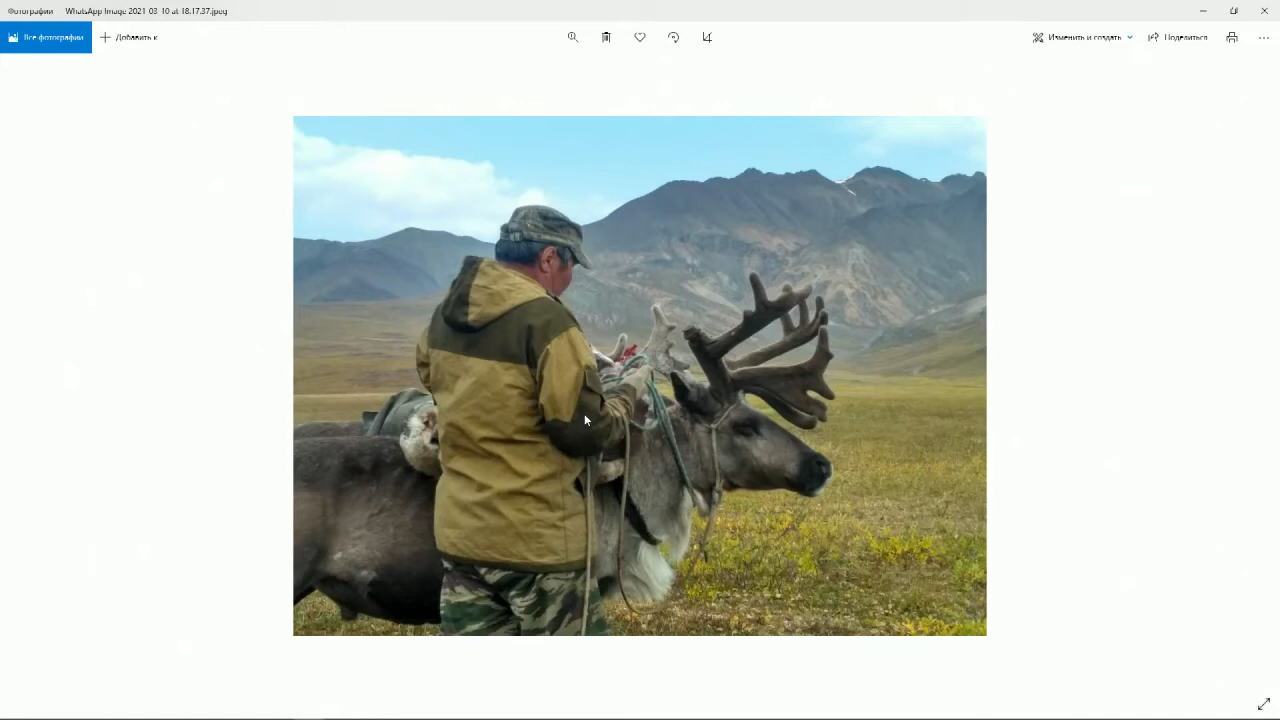 Фотографии - WhatsApp Image 2021-03-10 at 18.17.37.jpeg
Все фотографии
Добавить к
Изменить и создать
Поделиться